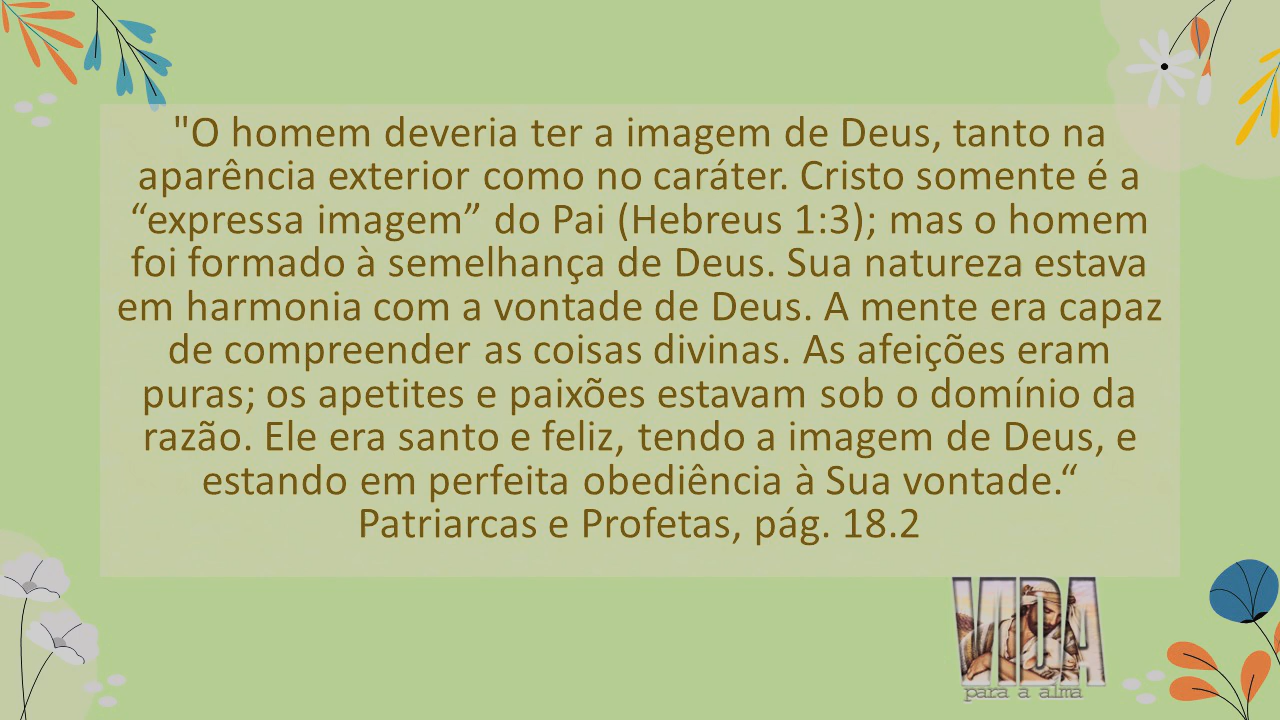 "O homem deveria ter a imagem de Deus, tanto na
aparência exterior como no caráter. Cristo somente é a
“expressa imagem” do Pai (Hebreus 1:3); mas o homem
foi formado à semelhança de Deus. Sua natureza estava
em harmonia com a vontade de Deus. A mente era capaz
de compreender as coisas divinas. As afeições eram
puras; os apetites e paixões estavam sob o domínio da
razão. Ele era santo e feliz, tendo a imagem de Deus, e
estando em perfeita obediência à Sua vontade.“
Patriarcas e Profetas, pág. 18.2
VIDA
para a alma